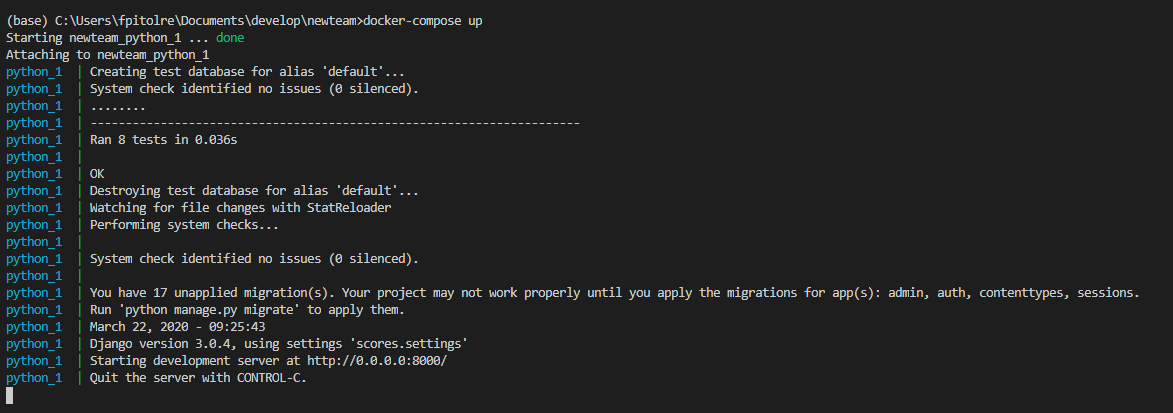 (base) C:\Users\fpitolre\Documents\develop\newteam>docker-compose up
Starting newteam_python_1 ... done
Attaching to newteam_python_1
python_1  | Creating test database for alias 'default'...
python_1  | System check identified no issues (0 silenced).
python_1  | ........
python_1  | ----------------------------------------------------------------------
python_1  | Ran 8 tests in 0.036s
python_1  |
python_1  | OK
python_1  | Destroying test database for alias 'default'...
python_1  | Watching for file changes with StatReloader
python_1  | Performing system checks...
python_1  |
python_1  | System check identified no issues (0 silenced).
python_1  |
python_1  | You have 17 unapplied migration(s). Your project may not work properly until you apply the migrations for app(s): admin, auth, contenttypes, sessions.
python_1  | Run 'python manage.py migrate' to apply them.
python_1  | March 22, 2020 - 09:25:43
python_1  | Django version 3.0.4, using settings 'scores.settings'
python_1  | Starting development server at http://0.0.0.0:8000/
python_1  | Quit the server with CONTROL-C.